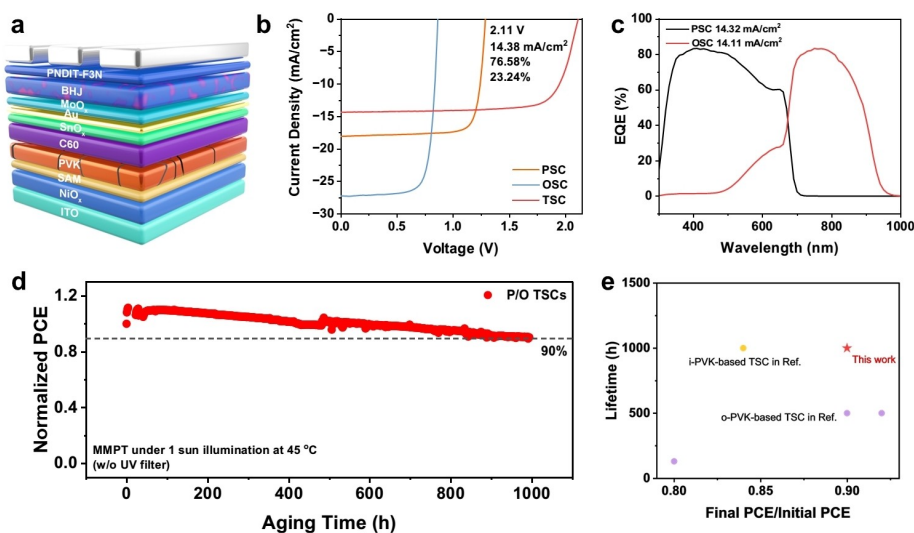 a
PNDIT-F3N
BHJ
MoOₓ
Au
SnOₓ
C60
PVK
SAM
NiOₓ
ITO
b
Current Density (mA/cm²)
0
−5
−10
−15
−20
−25
−30
2.11 V
14.38 mA/cm²
76.58%
23.24%
PSC
OSC
TSC
0.0
0.5
1.0
1.5
2.0
Voltage (V)
c
EQE (%)
100
80
60
40
20
0
PSC 14.32 mA/cm²
OSC 14.11 mA/cm²
400
600
800
1000
Wavelength (nm)
d
Normalized PCE
1.2
0.8
0.4
0.0
P/O TSCs
90%
MMPT under 1 sun illumination at 45 °C
(w/o UV filter)
0
200
400
600
800
1000
Aging Time (h)
e
Lifetime (h)
1500
1000
500
0
i-PVK-based TSC in Ref.
This work
o-PVK-based TSC in Ref.
0.80
0.85
0.90
Final PCE/Initial PCE